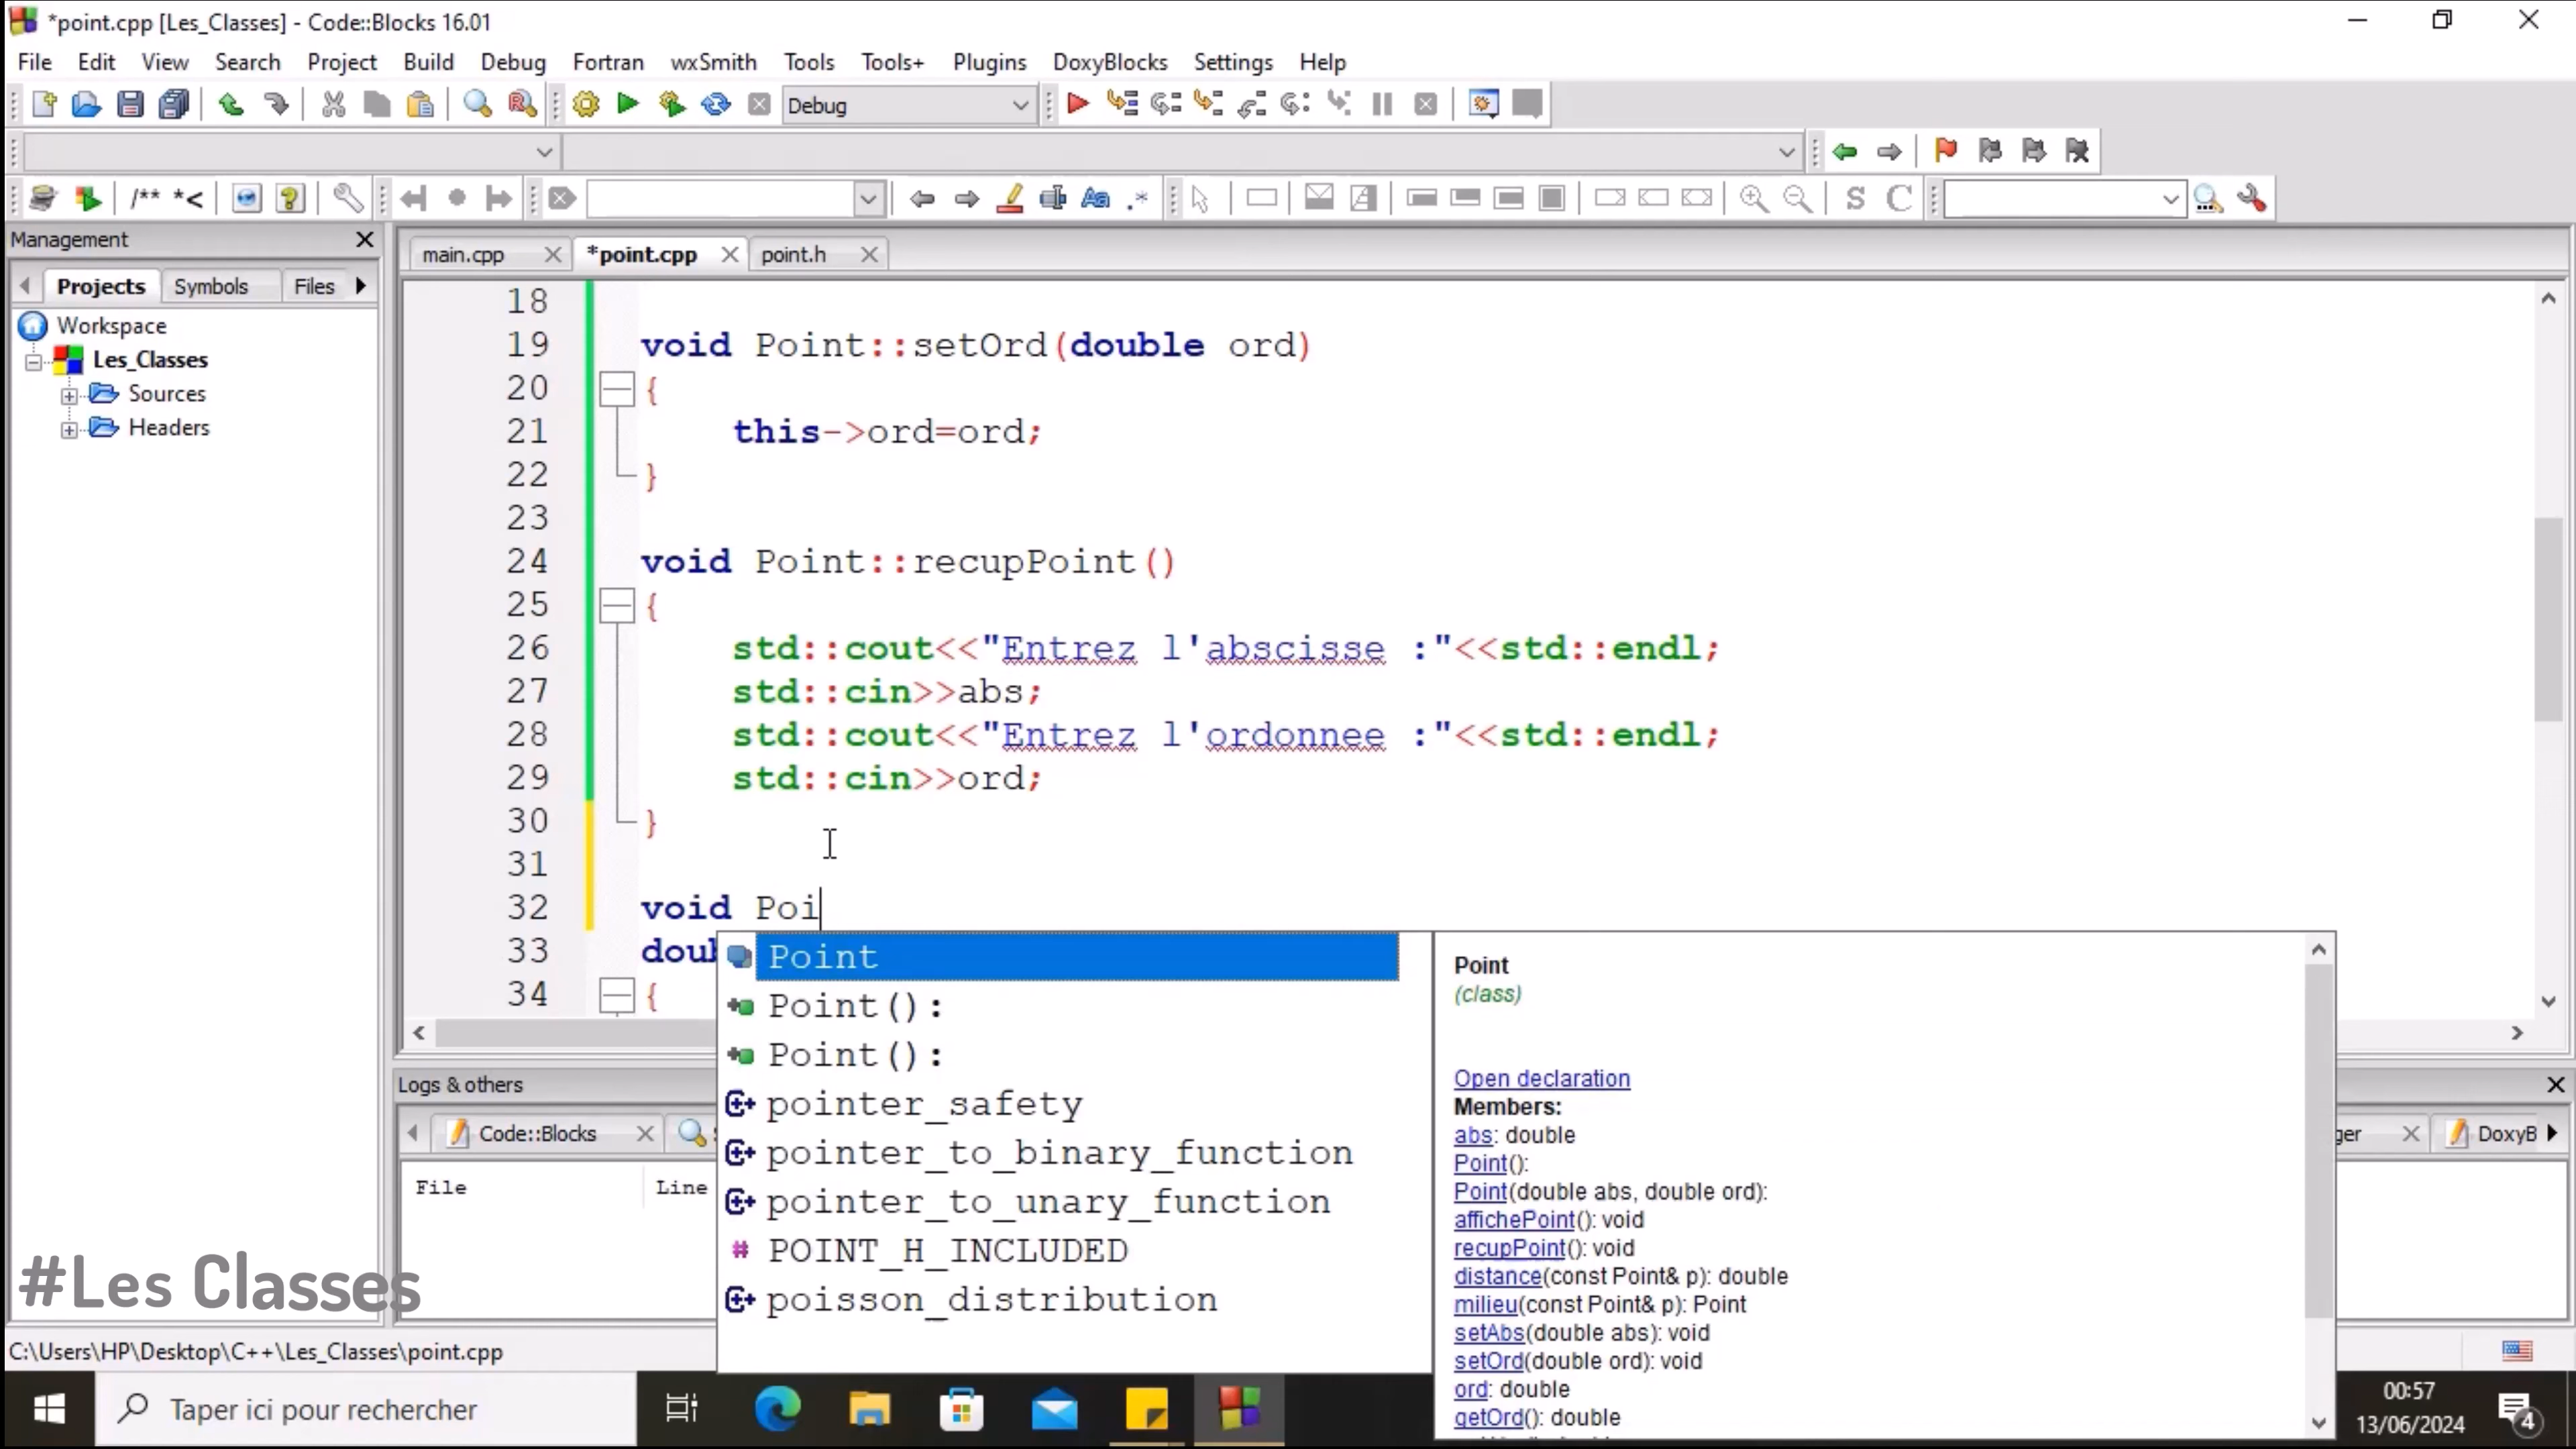 *point.cpp [Les_Classes] - Code::Blocks 16.01
File Edit View Search Project Build Debug Fortran wxSmith Tools Tools+ Plugins DoxyBlocks Settings Help
Debug
/** *<
Aa .*
S C
Management
main.cpp *point.cpp point.h
Projects Symbols Files
Workspace
Les_Classes
Sources
Headers
18
19 void Point::setOrd(double ord)
20 {
21 this->ord=ord;
22 }
23
24 void Point::recupPoint()
25 {
26 std::cout<<"Entrez l'abscisse :"<<std::endl;
27 std::cin>>abs;
28 std::cout<<"Entrez l'ordonnee :"<<std::endl;
29 std::cin>>ord;
30 }
31
32 void Poi
33 doub
34 {
Point
Point():
Point():
pointer_safety
pointer_to_binary_function
pointer_to_unary_function
POINT_H_INCLUDED
poisson_distribution
Point
(class)
Open declaration
Members:
abs: double
Point():
Point(double abs, double ord):
affichePoint(): void
recupPoint(): void
distance(const Point& p): double
milieu(const Point& p): Point
setAbs(double abs): void
setOrd(double ord): void
ord: double
getOrd(): double
Logs & others
Code::Blocks
ger DoxyB
File Line
#Les Classes
C:\Users\HP\Desktop\C++\Les_Classes\point.cpp
Taper ici pour rechercher
00:57
13/06/2024
4